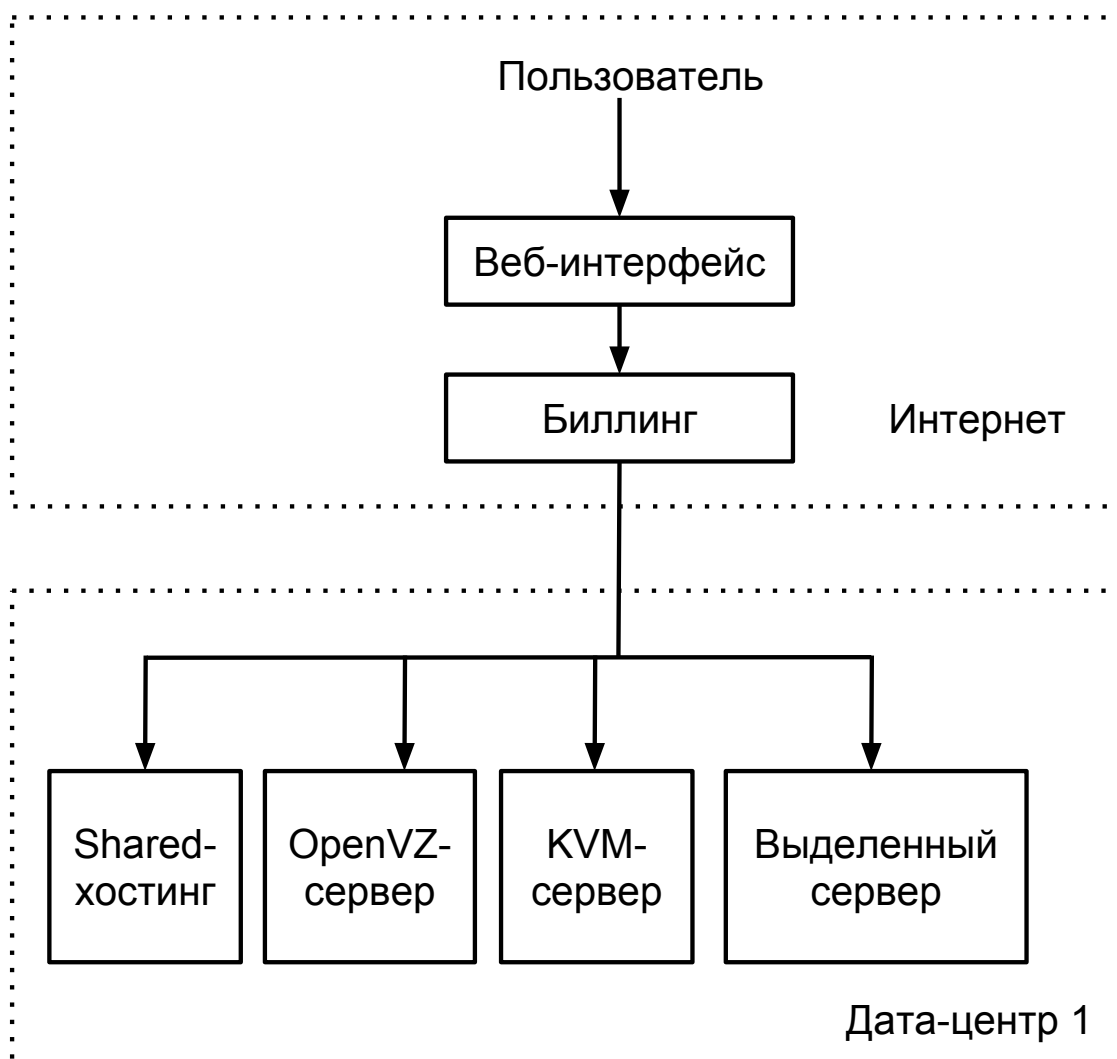 Пользователь
Веб-интерфейс
Биллинг
Интернет
Shared-
хостинг
OpenVZ-
сервер
KVM-
сервер
Выделенный
сервер
Дата-центр 1